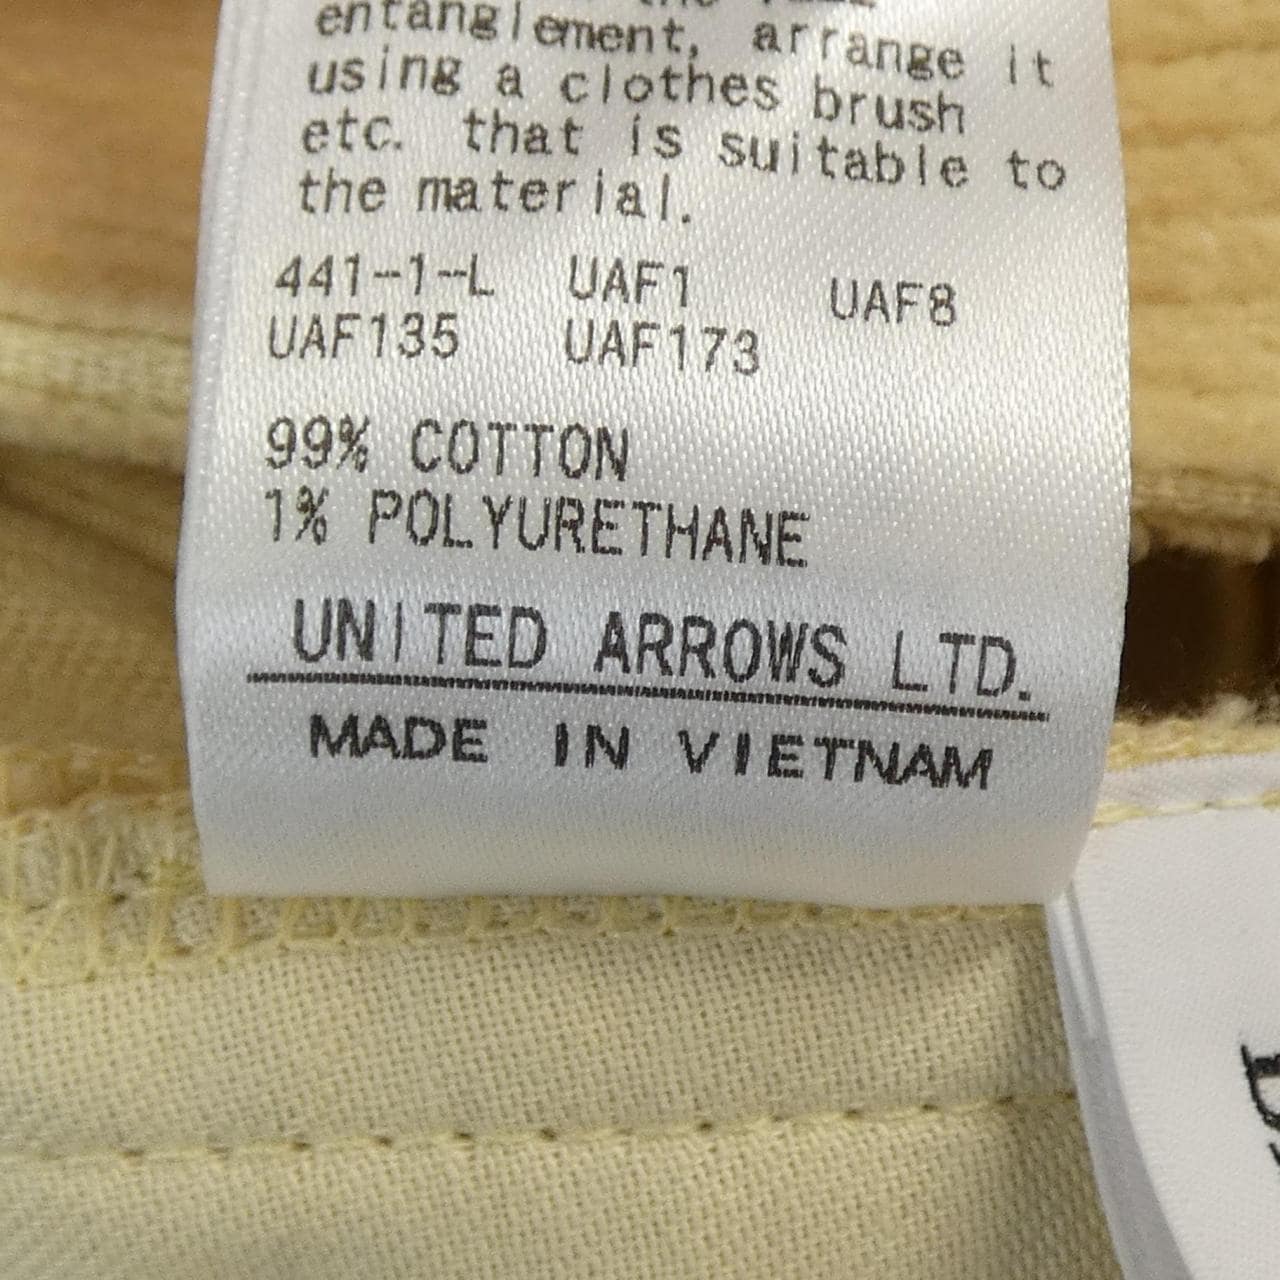 entanglement, arrange it
using a clothes brush
etc. that is suitable to
the material.
441-1-L UAF1 UAF8
UAF135 UAF173
99% COTTON
1% POLYURETHANE
UNITED ARROWS LTD.
MADE IN VIETNAM